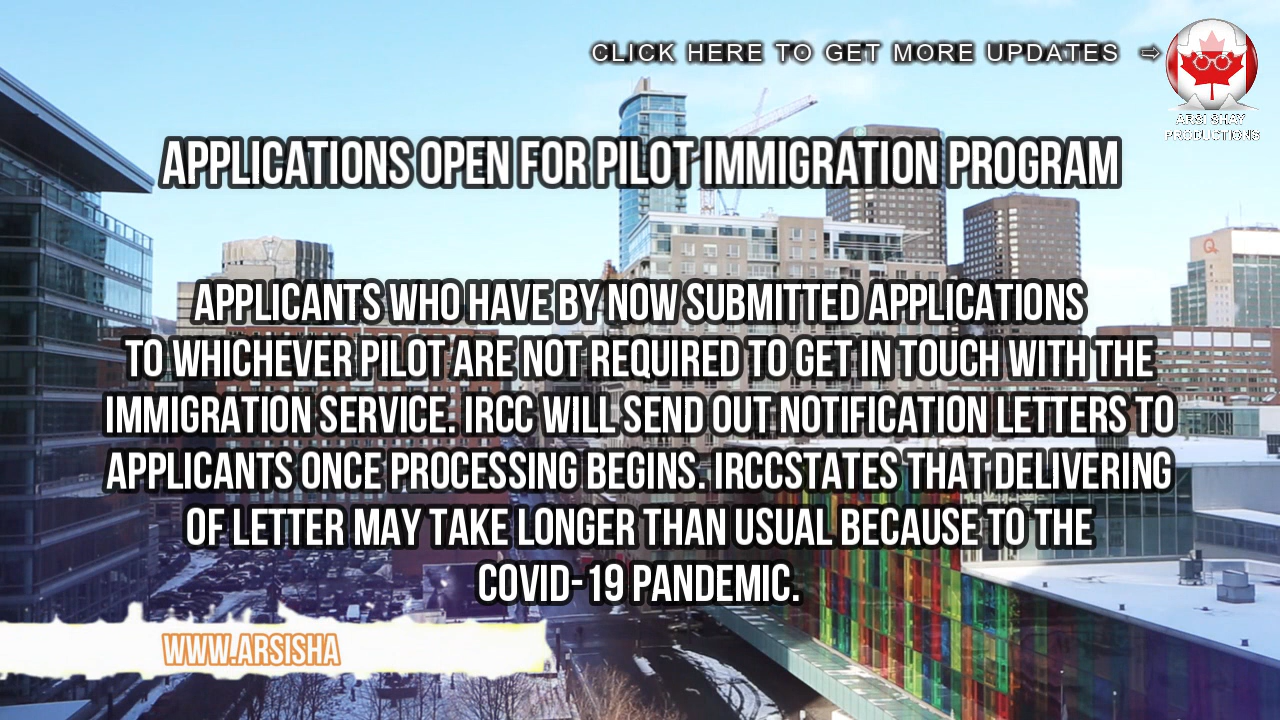 CLICK HERE TO GET MORE UPDATES ⇨
ARSI SHAY
PRODUCTIONS
APPLICATIONS OPEN FOR PILOT IMMIGRATION PROGRAM
Q
APPLICANTS WHO HAVE BY NOW SUBMITTED APPLICATIONS
TO WHICHEVER PILOT ARE NOT REQUIRED TO GET IN TOUCH WITH THE
IMMIGRATION SERVICE. IRCC WILL SEND OUT NOTIFICATION LETTERS TO
APPLICANTS ONCE PROCESSING BEGINS. IRCCSTATES THAT DELIVERING
OF LETTER MAY TAKE LONGER THAN USUAL BECAUSE TO THE
COVID-19 PANDEMIC.
WWW.ARSISHA